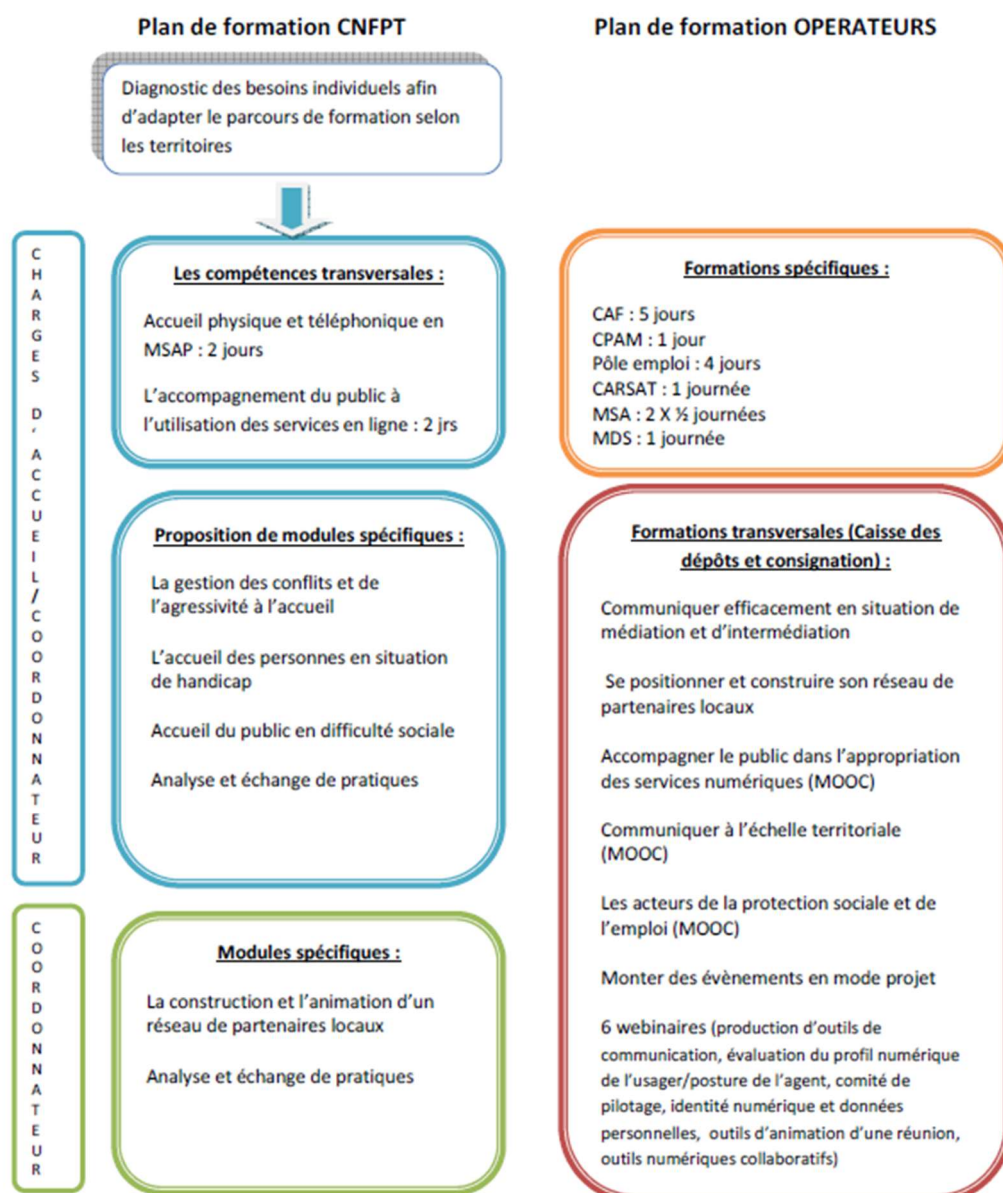 Plan de formation CNFPT
Plan de formation OPERATEURS
Diagnostic des besoins individuels afin
d’adapter le parcours de formation selon
les territoires
CHARGES D’ACCUEIL/COORDONNATEUR
Les compétences transversales :
Accueil physique et téléphonique en
MSAP : 2 jours
L’accompagnement du public à
l’utilisation des services en ligne : 2 jrs
Formations spécifiques :
CAF : 5 jours
CPAM : 1 jour
Pôle emploi : 4 jours
CARSAT : 1 journée
MSA : 2 X ½ journées
MDS : 1 journée
Proposition de modules spécifiques :
La gestion des conflits et de
l’agressivité à l’accueil
L’accueil des personnes en situation
de handicap
Accueil du public en difficulté sociale
Analyse et échange de pratiques
Formations transversales (Caisse des
dépôts et consignation) :
Communiquer efficacement en situation de
médiation et d’intermédiation
Se positionner et construire son réseau de
partenaires locaux
Accompagner le public dans l’appropriation
des services numériques (MOOC)
Communiquer à l’échelle territoriale
(MOOC)
Les acteurs de la protection sociale et de
l’emploi (MOOC)
Monter des évènements en mode projet
6 webinaires (production d’outils de
communication, évaluation du profil numérique
de l’usager/posture de l’agent, comité de
pilotage, identité numérique et données
personnelles, outils d’animation d’une réunion,
outils numériques collaboratifs)
COORDONNATEUR
Modules spécifiques :
La construction et l’animation d’un
réseau de partenaires locaux
Analyse et échange de pratiques